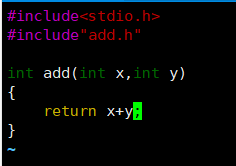 #include<stdio.h>
#include"add.h"

int add(int x,int y)
{
    return x+y;
}
~